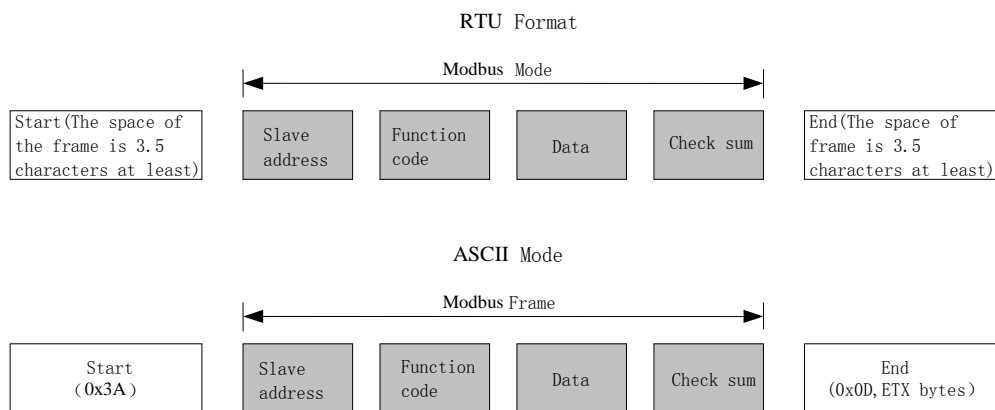 RTU Format
Modbus Mode
Start(The space of
the frame is 3.5
characters at least)
Slave
address
Function
code
Data
Check sum
End(The space of
frame is 3.5
characters at least)
ASCII Mode
Modbus Frame
Start
(0x3A)
Slave
address
Function
code
Data
Check sum
End
(0x0D,ETX bytes)